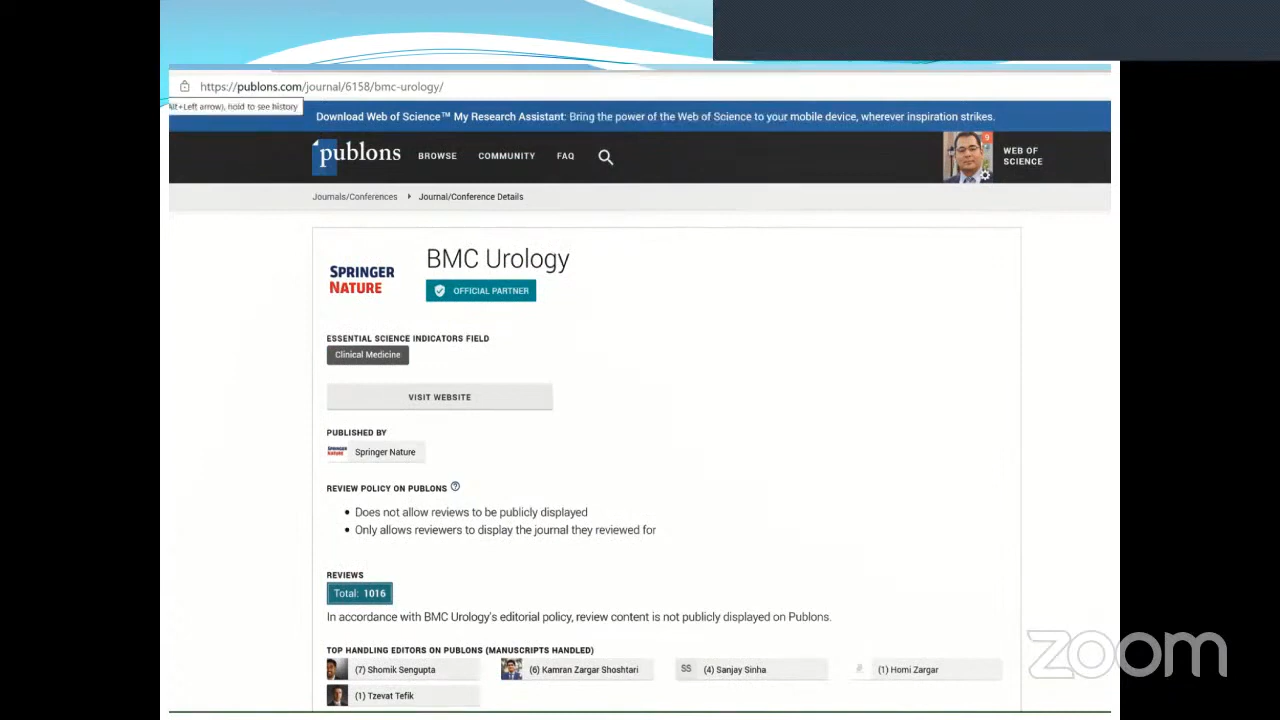 https://publons.com/journal/6158/bmc-urology/
Alt+Left arrow), hold to see history
Download Web of Science™ My Research Assistant: Bring the power of the Web of Science to your mobile device, wherever inspiration strikes.
publons BROWSE COMMUNITY FAQ
9
WEB OF
SCIENCE
Journals/Conferences Journal/Conference Details
SPRINGER
NATURE
BMC Urology
OFFICIAL PARTNER
ESSENTIAL SCIENCE INDICATORS FIELD
Clinical Medicine
VISIT WEBSITE
PUBLISHED BY
SPRINGER
NATURE
Springer Nature
REVIEW POLICY ON PUBLONS ?
• Does not allow reviews to be publicly displayed
• Only allows reviewers to display the journal they reviewed for
REVIEWS
Total: 1016
In accordance with BMC Urology's editorial policy, review content is not publicly displayed on Publons.
TOP HANDLING EDITORS ON PUBLONS (MANUSCRIPTS HANDLED)
(7) Shomik Sengupta (6) Kamran Zargar Shoshtari SS (4) Sanjay Sinha (1) Homi Zargar
(1) Tzevat Tefik
zoom